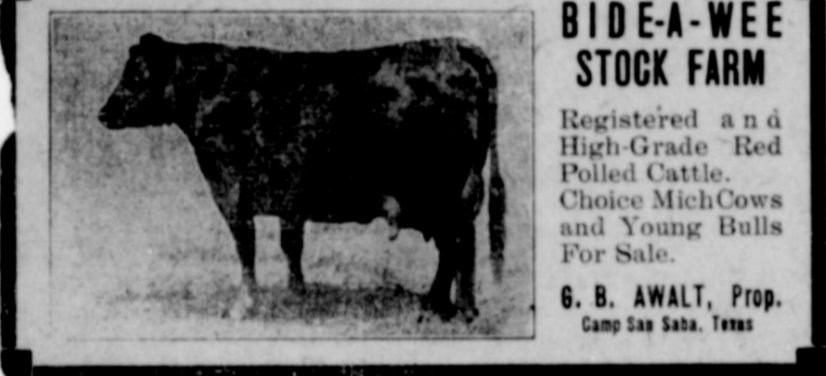 BIDE-A-WEE
STOCK FARM
Registered and
High-Grade Red
Polled Cattle.
Choice MichCows
and Young Bulls
For Sale.
G. B. AWALT, Prop.
Camp San Saba, Texas